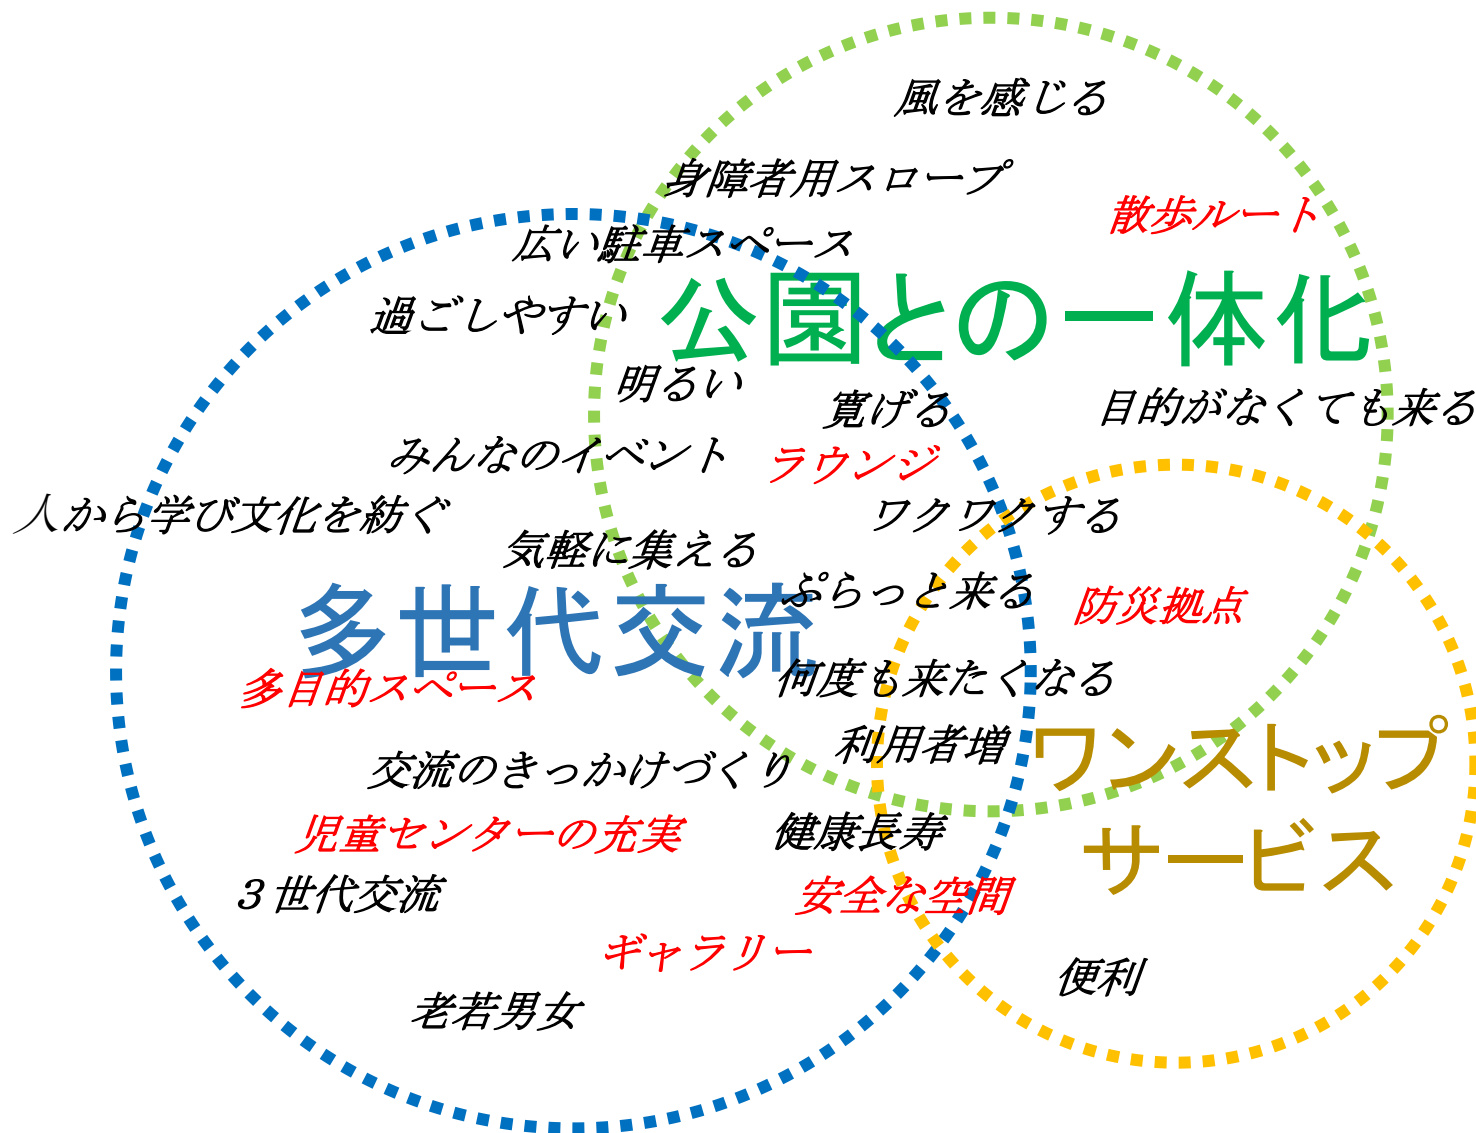 風を感じる
身障者用スロープ
散歩ルート
広い駐車スペース
過ごしやすい
公園との一体化
明るい
寛げる
目的がなくても来る
みんなのイベント
ラウンジ
人から学び文化を紡ぐ
ワクワクする
気軽に集える
ぷらっと来る
防災拠点
多世代交流
多目的スペース
何度も来たくなる
利用者増
ワンストップ
サービス
交流のきっかけづくり
児童センターの充実
健康長寿
３世代交流
安全な空間
ギャラリー
便利
老若男女